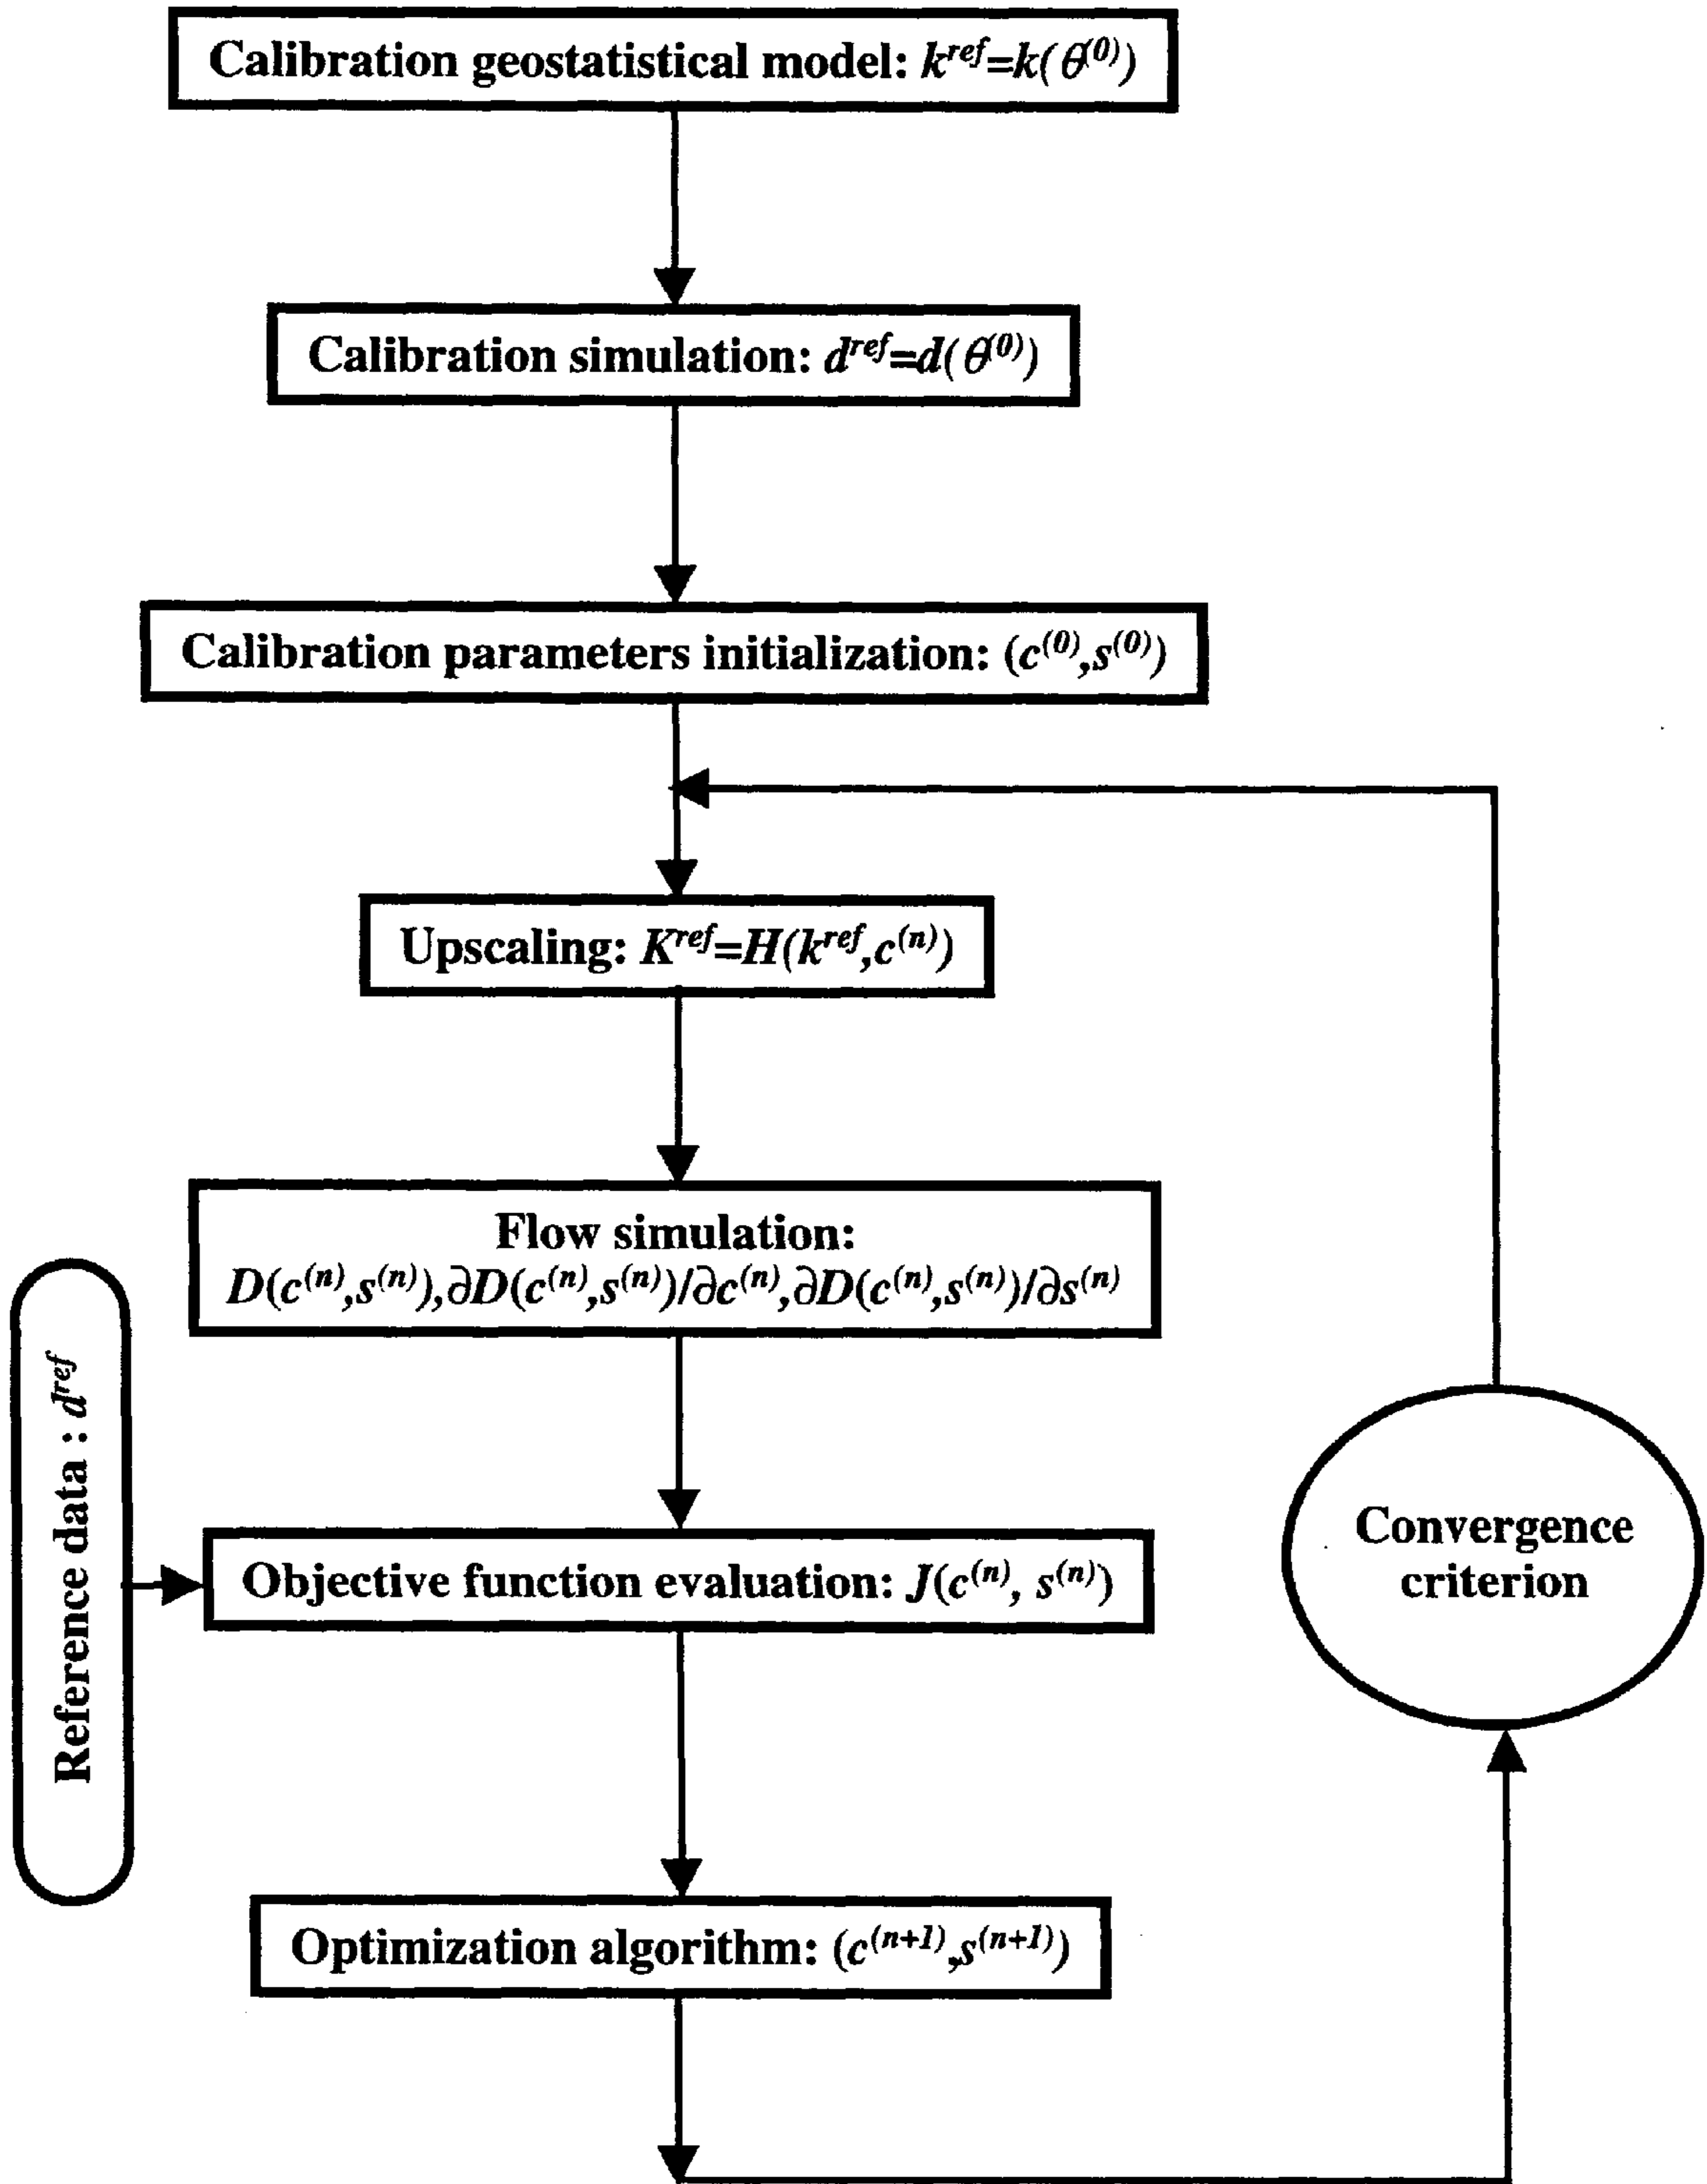 Calibration geostatistical model: k^ref=k(θ^(0))
Calibration simulation: d^ref=d(θ^(0))
Calibration parameters initialization: (c^(0),s^(0))
Upscaling: K^ref=H(k^ref,c^(n))
Flow simulation:
D(c^(n),s^(n)),∂D(c^(n),s^(n))/∂c^(n),∂D(c^(n),s^(n))/∂s^(n)
Reference data : d^ref
Objective function evaluation: J(c^(n), s^(n))
Convergence
criterion
Optimization algorithm: (c^(n+1),s^(n+1))